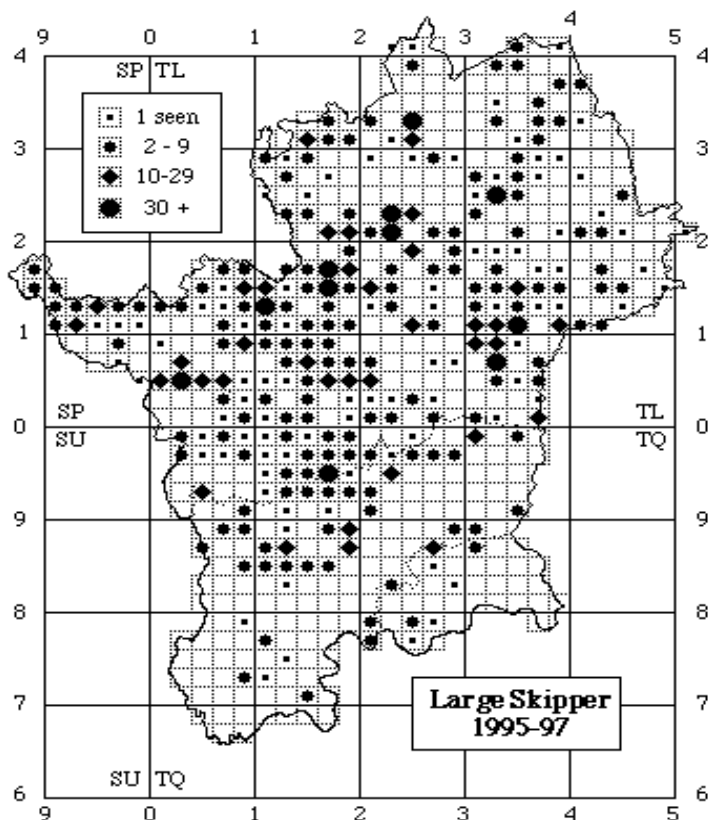 9 0 1 2 3 4 5
4 SP TL 4
1 seen
2 - 9
10-29
30 +
3 3
2 2
1 1
SP TL
0 0
SU TQ
9 9
8 8
7 7
Large Skipper
1995-97
SU TQ
6 6
9 0 1 2 3 4 5